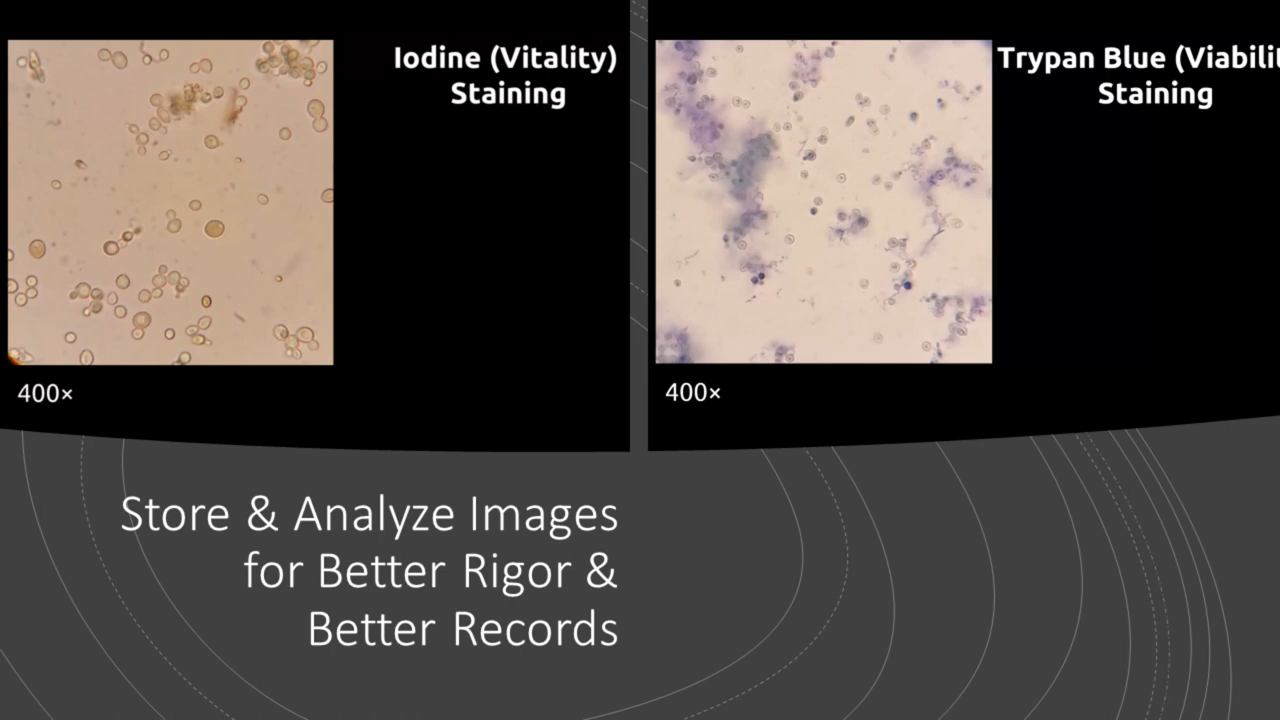 Iodine (Vitality)
Staining
400×
Trypan Blue (Viabilit
Staining
400×
Store & Analyze Images
for Better Rigor &
Better Records